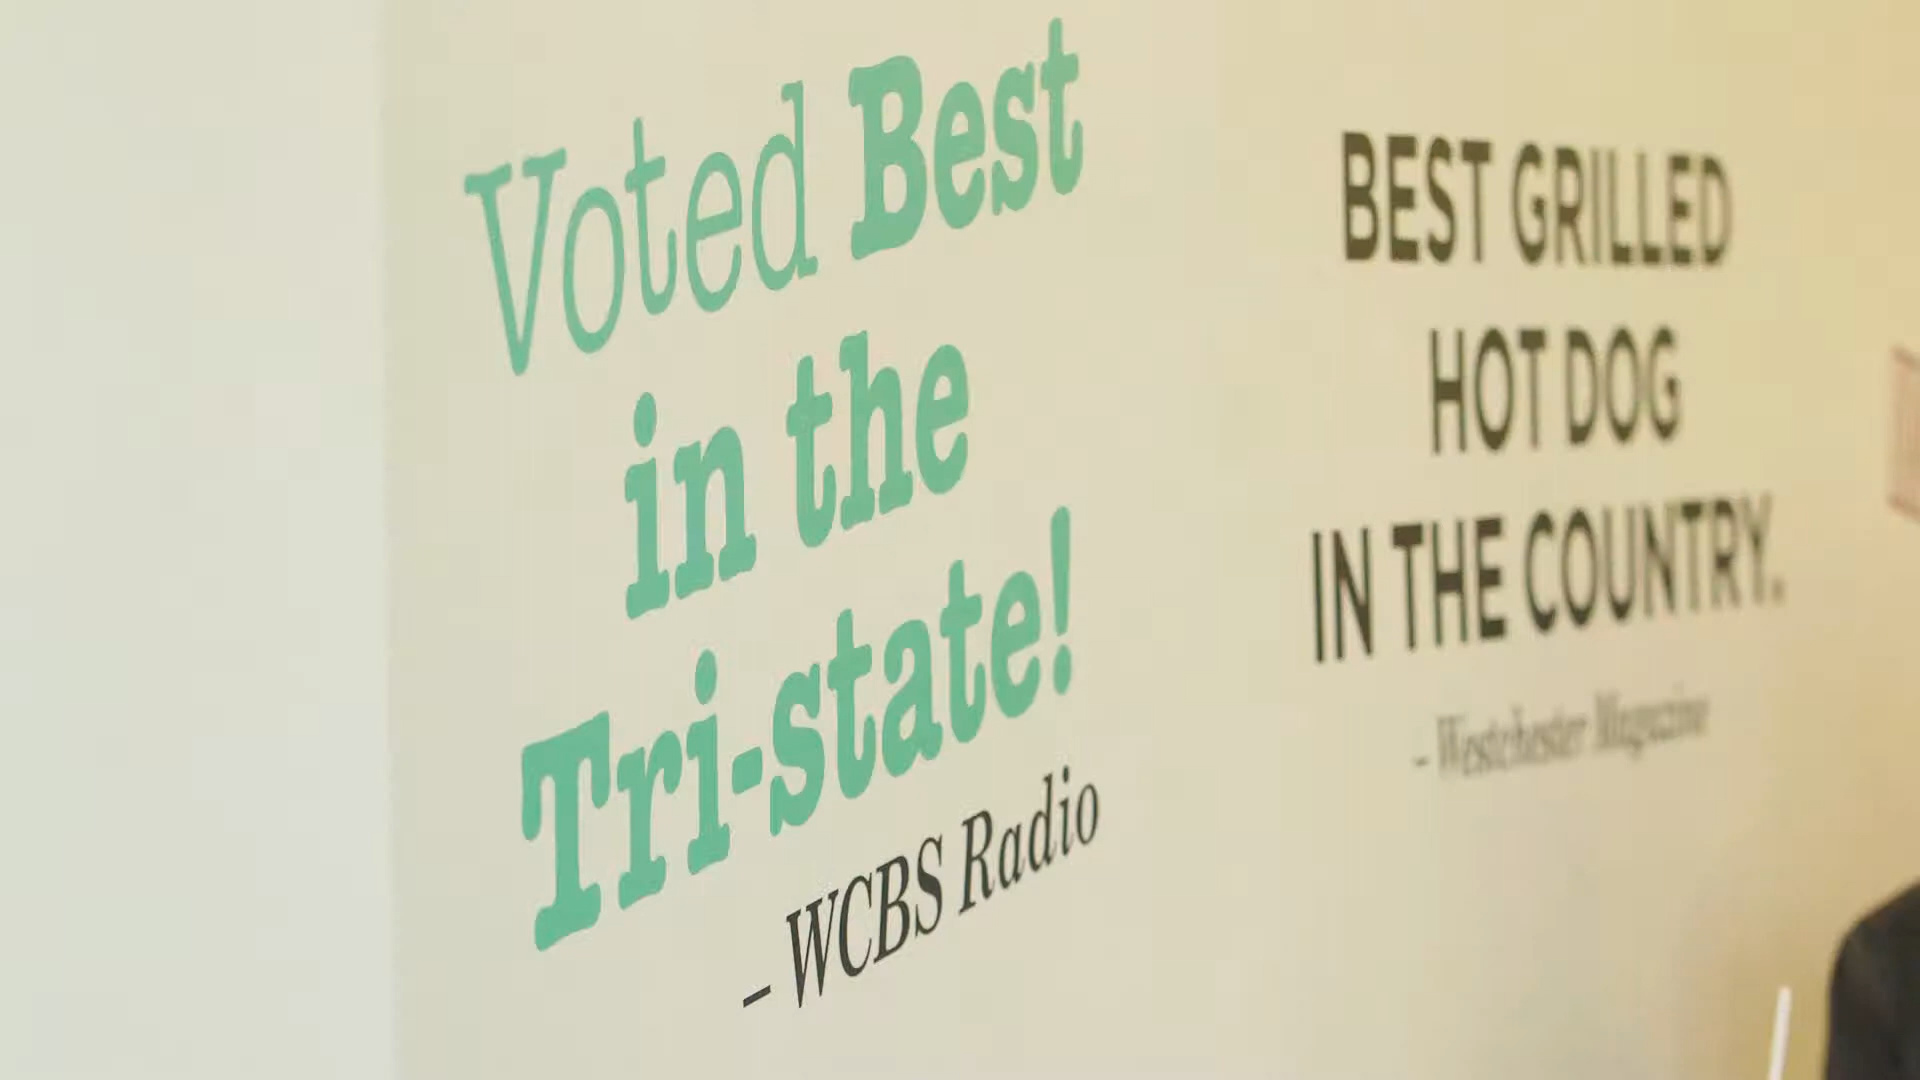 Voted Best
in the
Tri-state!
– WCBS Radio
BEST GRILLED
HOT DOG
IN THE COUNTRY.
– Westchester Magazine